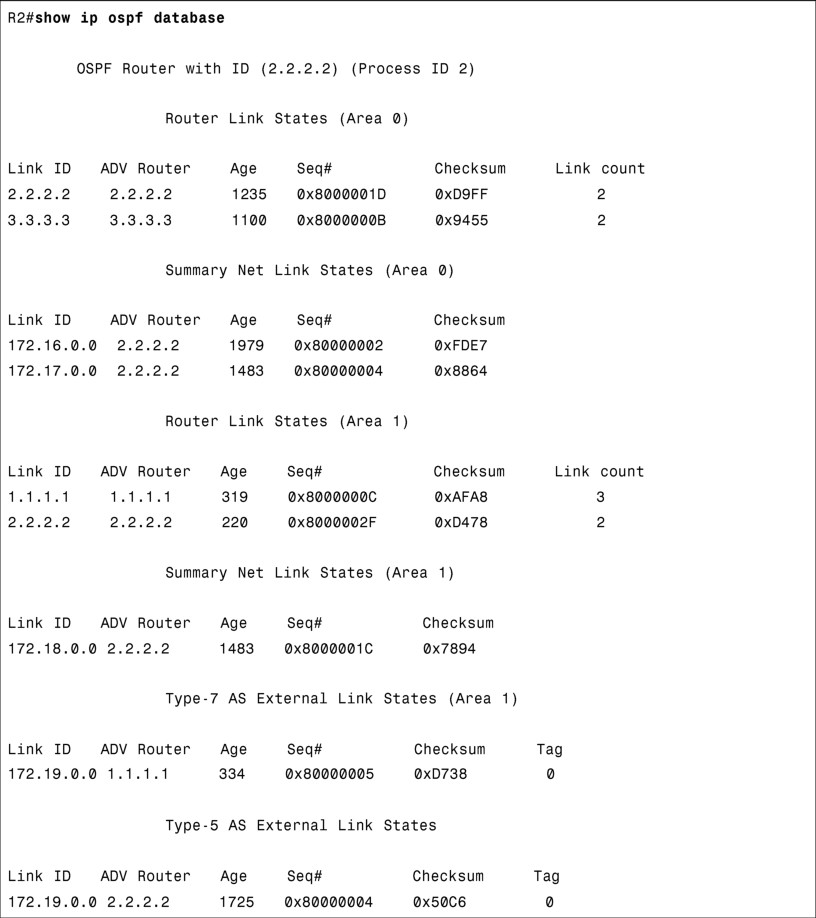 R2#show ip ospf database
OSPF Router with ID (2.2.2.2) (Process ID 2)
Router Link States (Area 0)
Link ID ADV Router Age Seq# Checksum Link count
2.2.2.2 2.2.2.2 1235 0x8000001D 0xD9FF 2
3.3.3.3 3.3.3.3 1100 0x8000000B 0x9455 2
Summary Net Link States (Area 0)
Link ID ADV Router Age Seq# Checksum
172.16.0.0 2.2.2.2 1979 0x80000002 0xFDE7
172.17.0.0 2.2.2.2 1483 0x80000004 0x8864
Router Link States (Area 1)
Link ID ADV Router Age Seq# Checksum Link count
1.1.1.1 1.1.1.1 319 0x8000000C 0xAFA8 3
2.2.2.2 2.2.2.2 220 0x8000002F 0xD478 2
Summary Net Link States (Area 1)
Link ID ADV Router Age Seq# Checksum
172.18.0.0 2.2.2.2 1483 0x8000001C 0x7894
Type-7 AS External Link States (Area 1)
Link ID ADV Router Age Seq# Checksum Tag
172.19.0.0 1.1.1.1 334 0x80000005 0xD738 0
Type-5 AS External Link States
Link ID ADV Router Age Seq# Checksum Tag
172.19.0.0 2.2.2.2 1725 0x80000004 0x50C6 0